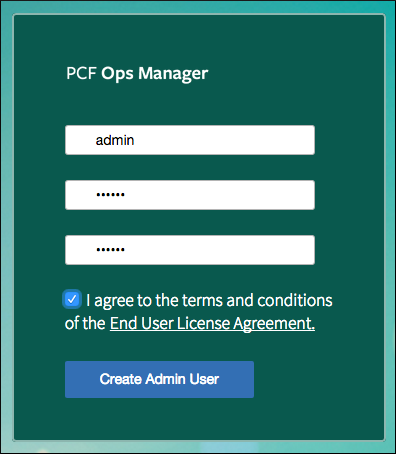 PCF Ops Manager
admin
••••••
••••••
I agree to the terms and conditions
of the End User License Agreement.
Create Admin User